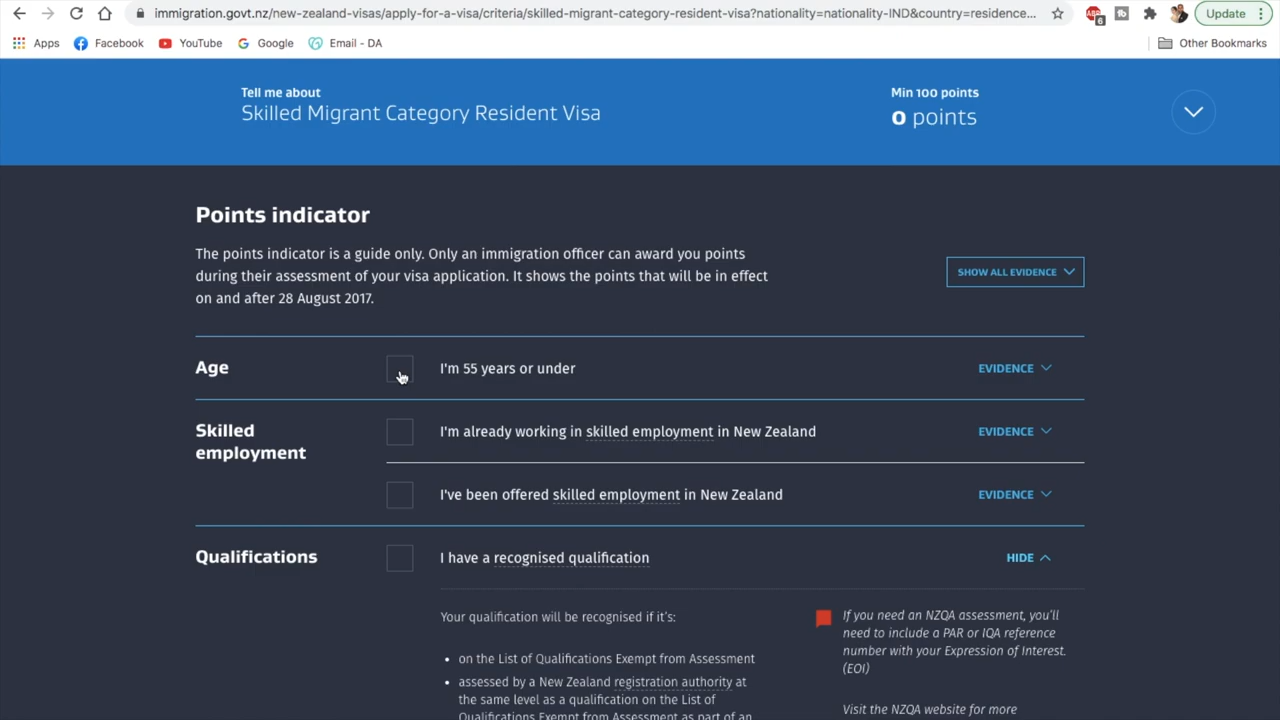 immigration.govt.nz/new-zealand-visas/apply-for-a-visa/criteria/skilled-migrant-category-resident-visa?nationality=nationality-IND&country=residence...
6
Update
Apps
Facebook
YouTube
Google
Email - DA
Other Bookmarks
Tell me about
Skilled Migrant Category Resident Visa
Min 100 points
0 points
Points indicator
The points indicator is a guide only. Only an immigration officer can award you points
during their assessment of your visa application. It shows the points that will be in effect
on and after 28 August 2017.
SHOW ALL EVIDENCE
Age
I'm 55 years or under
EVIDENCE
Skilled
employment
I'm already working in skilled employment in New Zealand
EVIDENCE
I've been offered skilled employment in New Zealand
EVIDENCE
Qualifications
I have a recognised qualification
HIDE
Your qualification will be recognised if it's:
• on the List of Qualifications Exempt from Assessment
• assessed by a New Zealand registration authority at
the same level as a qualification on the List of
Qualifications Exempt from Assessment as part of an
If you need an NZQA assessment, you'll
need to include a PAR or IQA reference
number with your Expression of Interest.
(EOI)
Visit the NZQA website for more